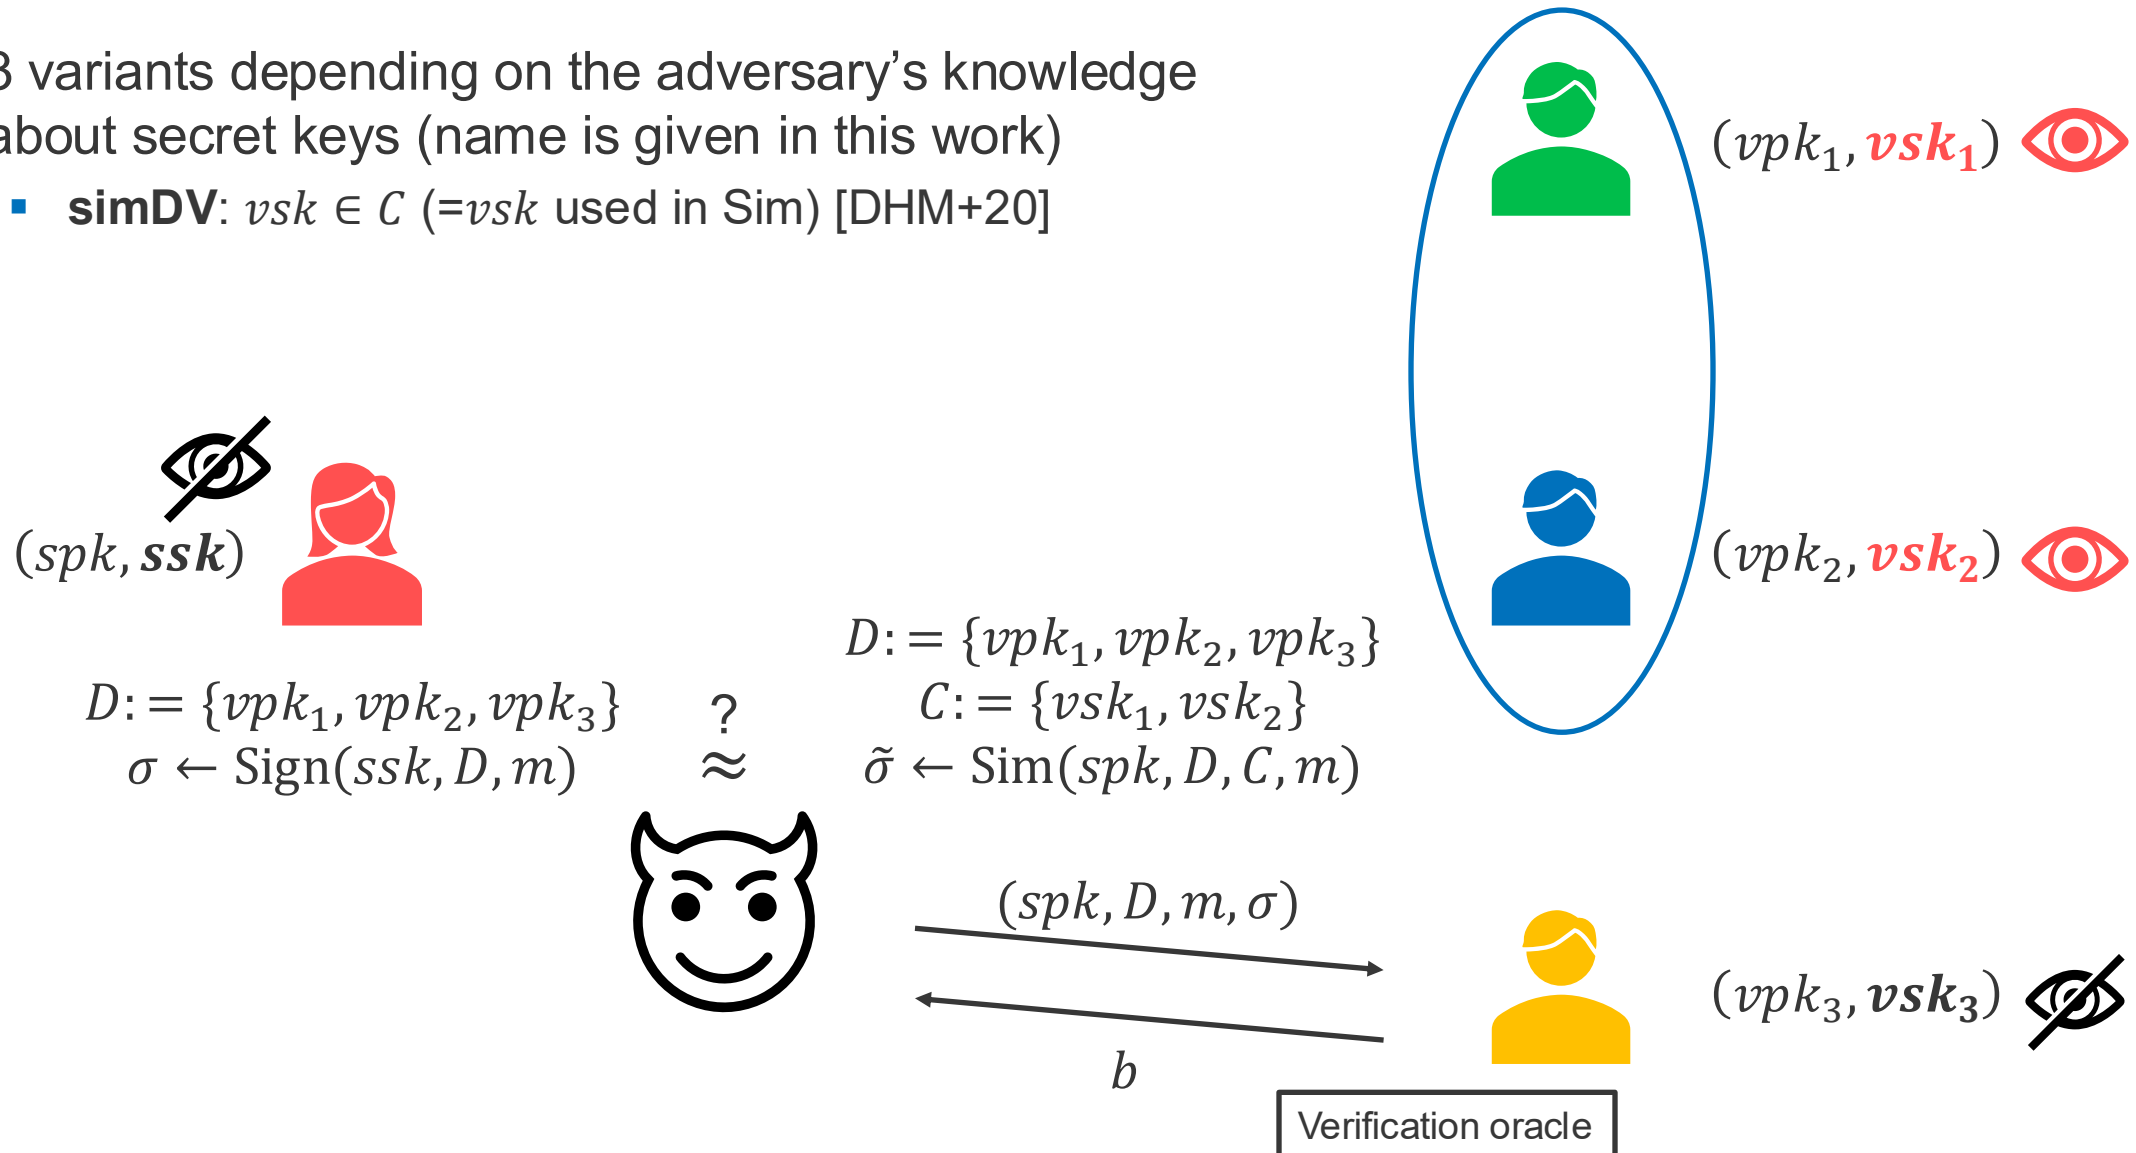 3 variants depending on the adversary's knowledge
about secret keys (name is given in this work)
▪ simDV: vsk ∈ C (=vsk used in Sim) [DHM+20]
(vpk₁, vsk₁)
(spk, ssk)
(vpk₂, vsk₂)
D:= {vpk₁, vpk₂, vpk₃}
σ ← Sign(ssk, D, m)
?
≈
D:= {vpk₁, vpk₂, vpk₃}
C:= {vsk₁, vsk₂}
σ̃ ← Sim(spk, D, C, m)
(spk, D, m, σ)
b
(vpk₃, vsk₃)
Verification oracle